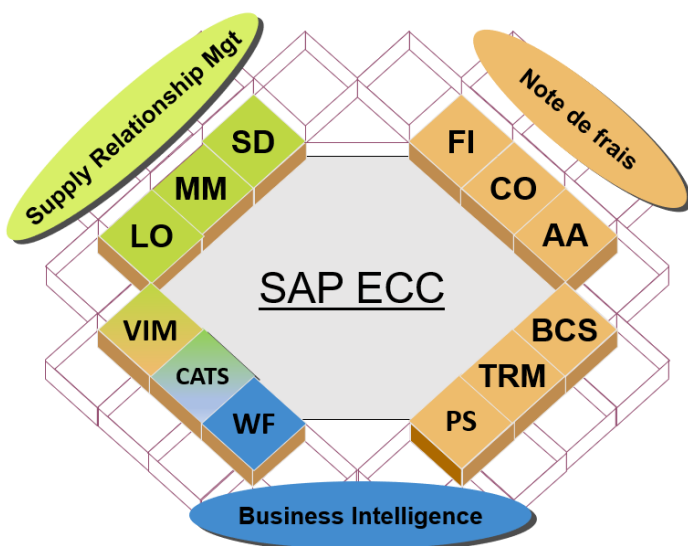 Supply Relationship Mgt
Note de frais
SD
MM
LO
FI
CO
AA
SAP ECC
VIM
CATS
WF
BCS
TRM
PS
Business Intelligence